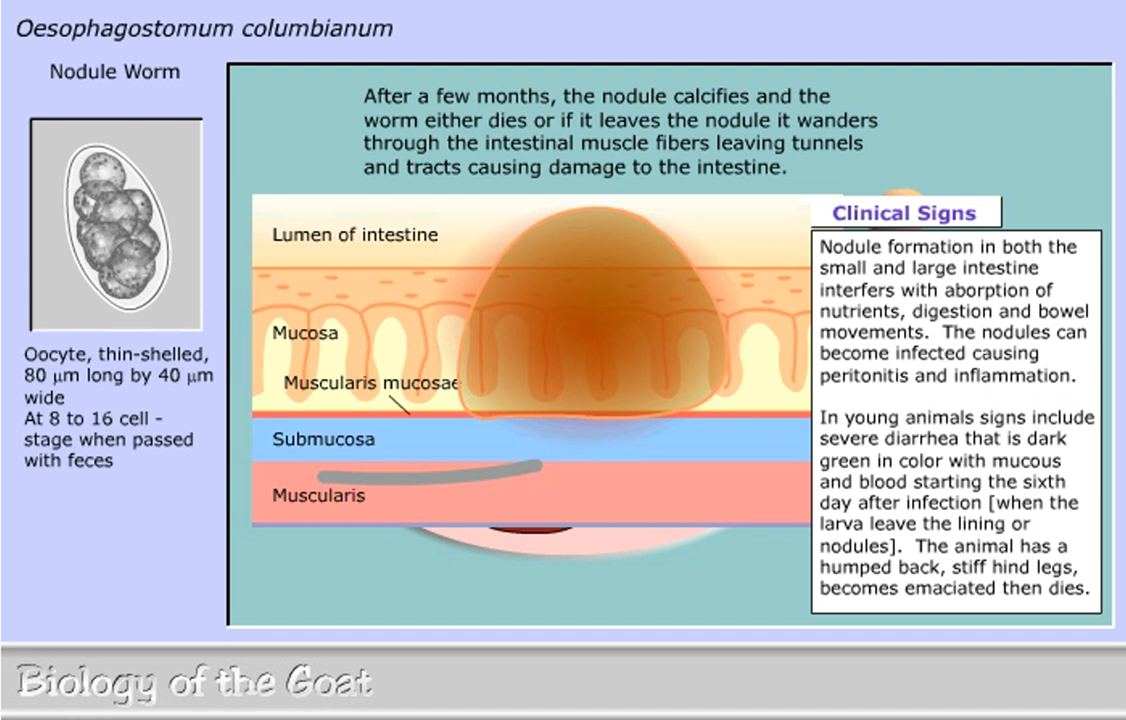 Oesophagostomum columbianum
Nodule Worm
Oocyte, thin-shelled,
80 μm long by 40 μm
wide
At 8 to 16 cell -
stage when passed
with feces
After a few months, the nodule calcifies and the
worm either dies or if it leaves the nodule it wanders
through the intestinal muscle fibers leaving tunnels
and tracts causing damage to the intestine.
Lumen of intestine
Mucosa
Muscularis mucosae
Submucosa
Muscularis
Clinical Signs
Nodule formation in both the
small and large intestine
interfers with aborption of
nutrients, digestion and bowel
movements. The nodules can
become infected causing
peritonitis and inflammation.
In young animals signs include
severe diarrhea that is dark
green in color with mucous
and blood starting the sixth
day after infection [when the
larva leave the lining or
nodules]. The animal has a
humped back, stiff hind legs,
becomes emaciated then dies.
Biology of the Goat